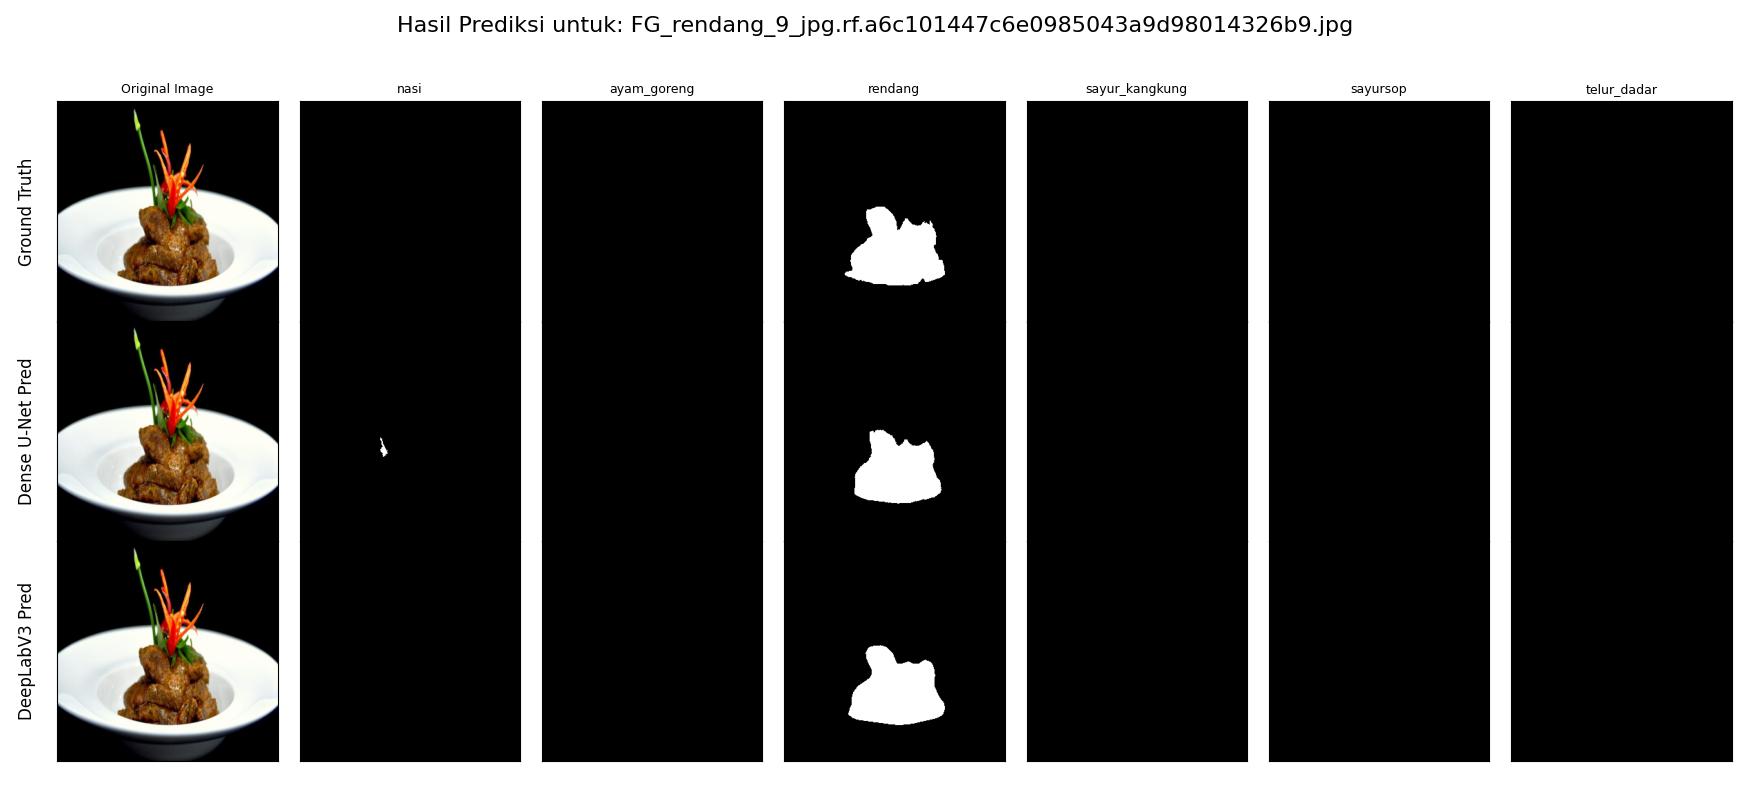 Hasil Prediksi untuk: FG_rendang_9_jpg.rf.a6c101447c6e0985043a9d98014326b9.jpg
Original Image
nasi
ayam_goreng
rendang
sayur_kangkung
sayursop
telur_dadar
Ground Truth
Dense U-Net Pred
DeepLabV3 Pred